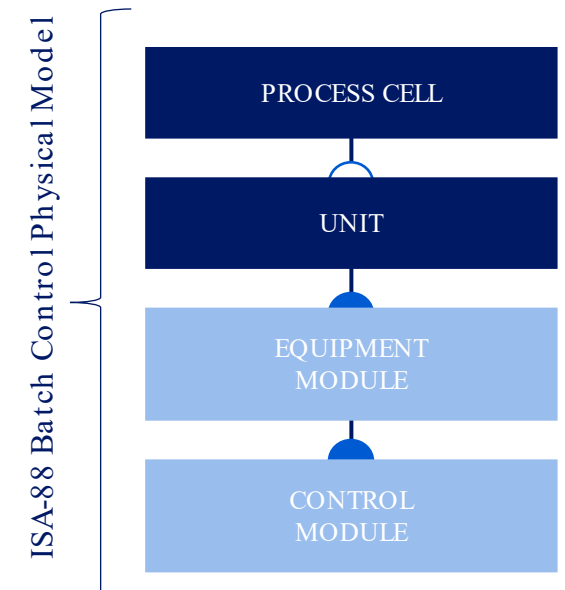 ISA-88 Batch Control Physical Model
PROCESS CELL
UNIT
EQUIPMENT
MODULE
CONTROL
MODULE